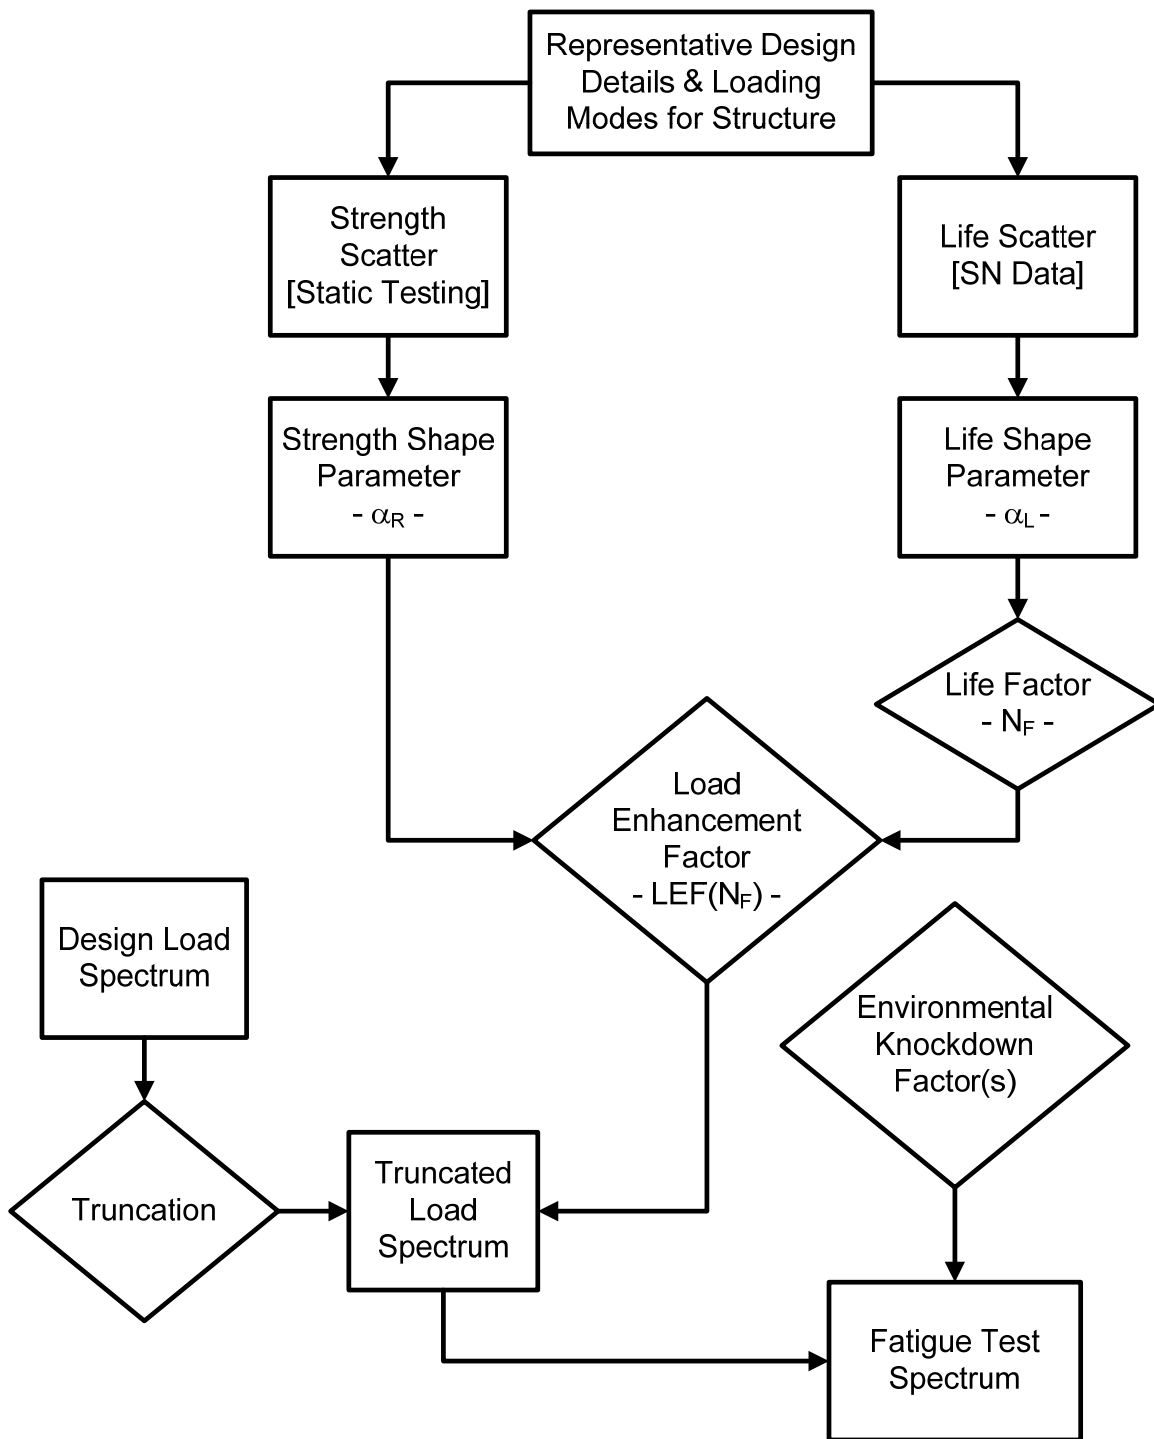 Representative Design
Details & Loading
Modes for Structure
Strength
Scatter
[Static Testing]
Life Scatter
[SN Data]
Strength Shape
Parameter
- αR -
Life Shape
Parameter
- αL -
Life Factor
- NF -
Load
Enhancement
Factor
- LEF(NF) -
Design Load
Spectrum
Environmental
Knockdown
Factor(s)
Truncation
Truncated
Load
Spectrum
Fatigue Test
Spectrum